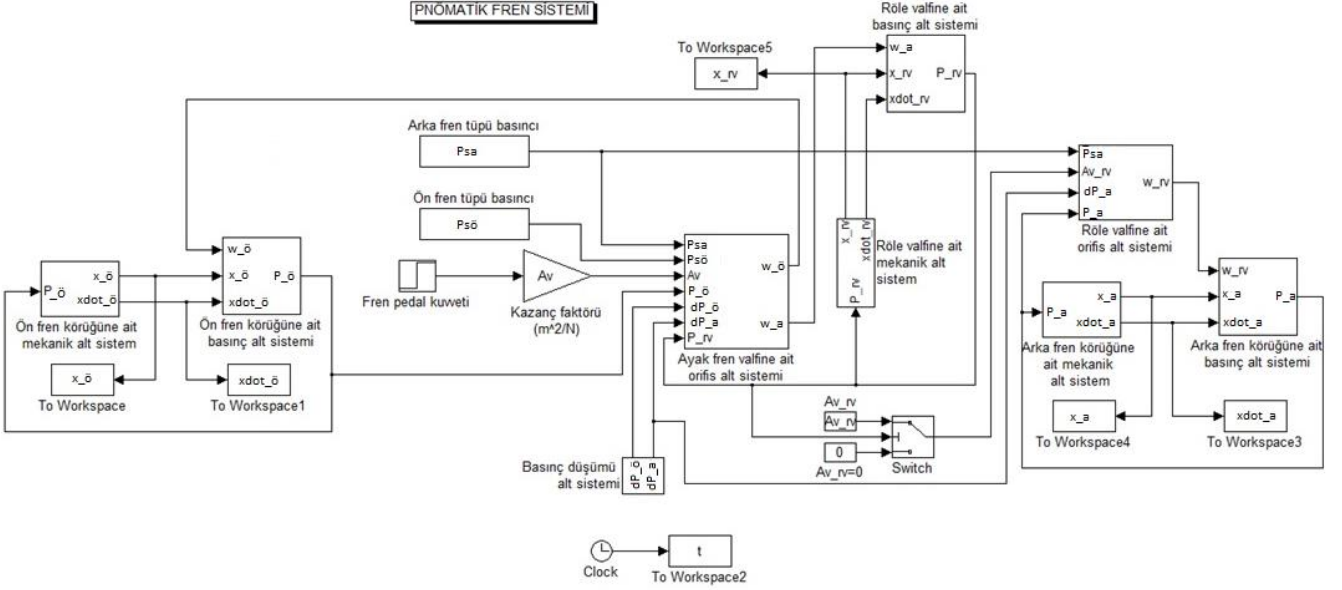 PNÖMATİK FREN SİSTEMİ
Röle valfine ait
basınç alt sistemi
To Workspace5
x_rv
w_a
x_rv
xdot_rv
P_rv
Arka fren tüpü basıncı
Psa
Ön fren tüpü basıncı
Psö
Fren pedal kuvveti
Av
Kazanç faktörü
(m^2/N)
Psa
Psö
Av
P_ö
dP_ö
dP_a
P_rv
w_ö
w_a
Ayak fren valfine ait
orifis alt sistemi
x_rv
xdot_rv
P_rv
Röle valfine ait
mekanik alt
sistem
Psa
Av_rv
dP_a
P_a
w_rv
Röle valfine ait
orifis alt sistemi
P_ö
x_ö
xdot_ö
Ön fren körüğüne ait
mekanik alt sistem
w_ö
x_ö
xdot_ö
P_ö
Ön fren körüğüne ait
basınç alt sistemi
x_ö
To Workspace
xdot_ö
To Workspace1
P_a
x_a
xdot_a
Arka fren körüğüne
ait mekanik
alt sistem
w_rv
x_a
xdot_a
P_a
Arka fren körüğüne ait
basınç alt sistemi
x_a
To Workspace4
xdot_a
To Workspace3
Av_rv
Av_rv
0
Av_rv=0
Switch
Basınç düşümü
alt sistemi
dP_ö
dP_a
Clock
t
To Workspace2